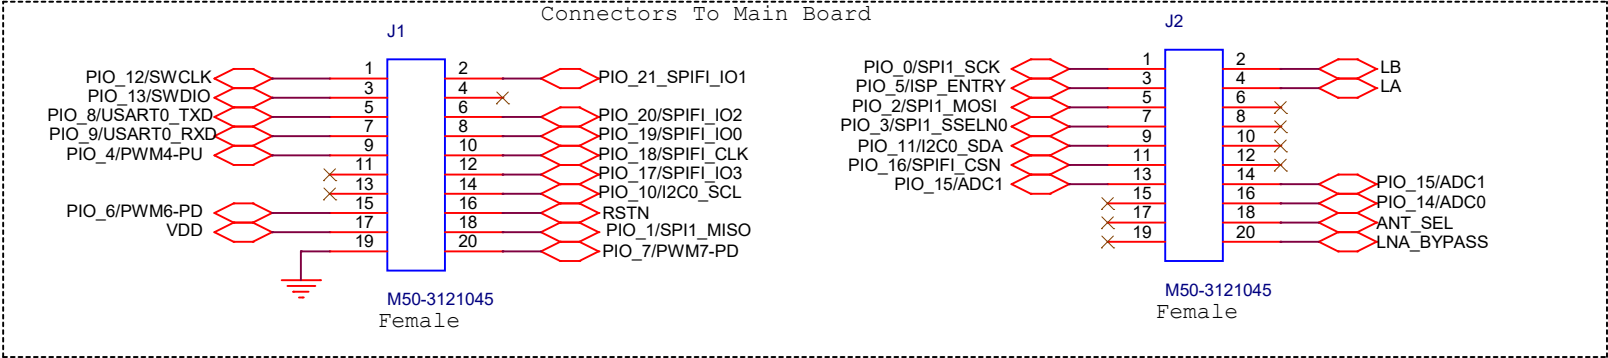 Connectors To Main Board
J1
PIO_12/SWCLK 1 2 PIO_21_SPIFI_IO1
PIO_13/SWDIO 3 4
PIO_8/USART0_TXD 5 6 PIO_20/SPIFI_IO2
PIO_9/USART0_RXD 7 8 PIO_19/SPIFI_IO0
PIO_4/PWM4-PU 9 10 PIO_18/SPIFI_CLK
11 12 PIO_17/SPIFI_IO3
13 14 PIO_10/I2C0_SCL
PIO_6/PWM6-PD 15 16 RSTN
VDD 17 18 PIO_1/SPI1_MISO
19 20 PIO_7/PWM7-PD
M50-3121045
Female
J2
PIO_0/SPI1_SCK 1 2 LB
PIO_5/ISP_ENTRY 3 4 LA
PIO_2/SPI1_MOSI 5 6
PIO_3/SPI1_SSELN0 7 8
PIO_11/I2C0_SDA 9 10
PIO_16/SPIFI_CSN 11 12
PIO_15/ADC1 13 14 PIO_15/ADC1
15 16 PIO_14/ADC0
17 18 ANT_SEL
19 20 LNA_BYPASS
M50-3121045
Female